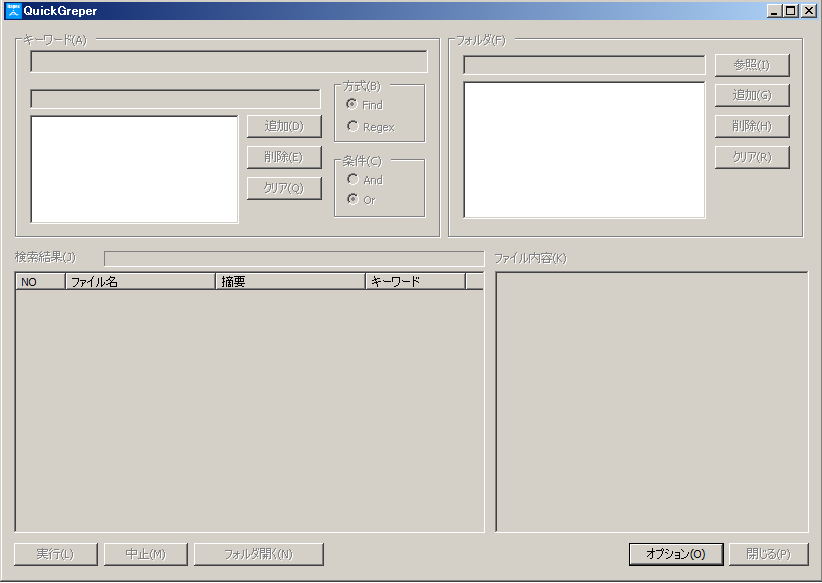 QuickGreper
キーワード(A)
フォルダ(F)
参照(I)
方式(B)
Find
追加(G)
追加(D)
Regex
削除(H)
削除(E)
条件(C)
クリア(R)
And
クリア(Q)
Or
検索結果(J)
ファイル内容(K)
NO ファイル名 摘要 キーワード
実行(L) 中止(M) フォルダ開く(N) オプション(O) 閉じる(P)